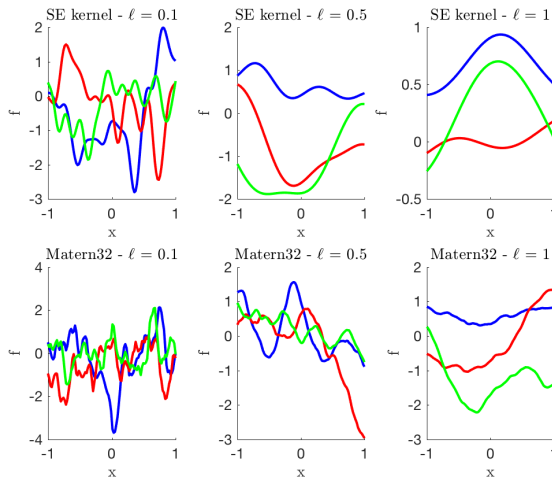 SE kernel - ℓ = 0.1
SE kernel - ℓ = 0.5
SE kernel - ℓ = 1
2
1
0
-1
-2
-3
f
-1
0
1
x
2
1
0
-1
-2
f
-1
0
1
x
1
0.5
0
-0.5
f
-1
0
1
x
Matern32 - ℓ = 0.1
Matern32 - ℓ = 0.5
Matern32 - ℓ = 1
4
2
0
-2
-4
f
-1
0
1
x
2
1
0
-1
-2
-3
f
-1
0
1
x
2
1
0
-1
-2
-3
f
-1
0
1
x